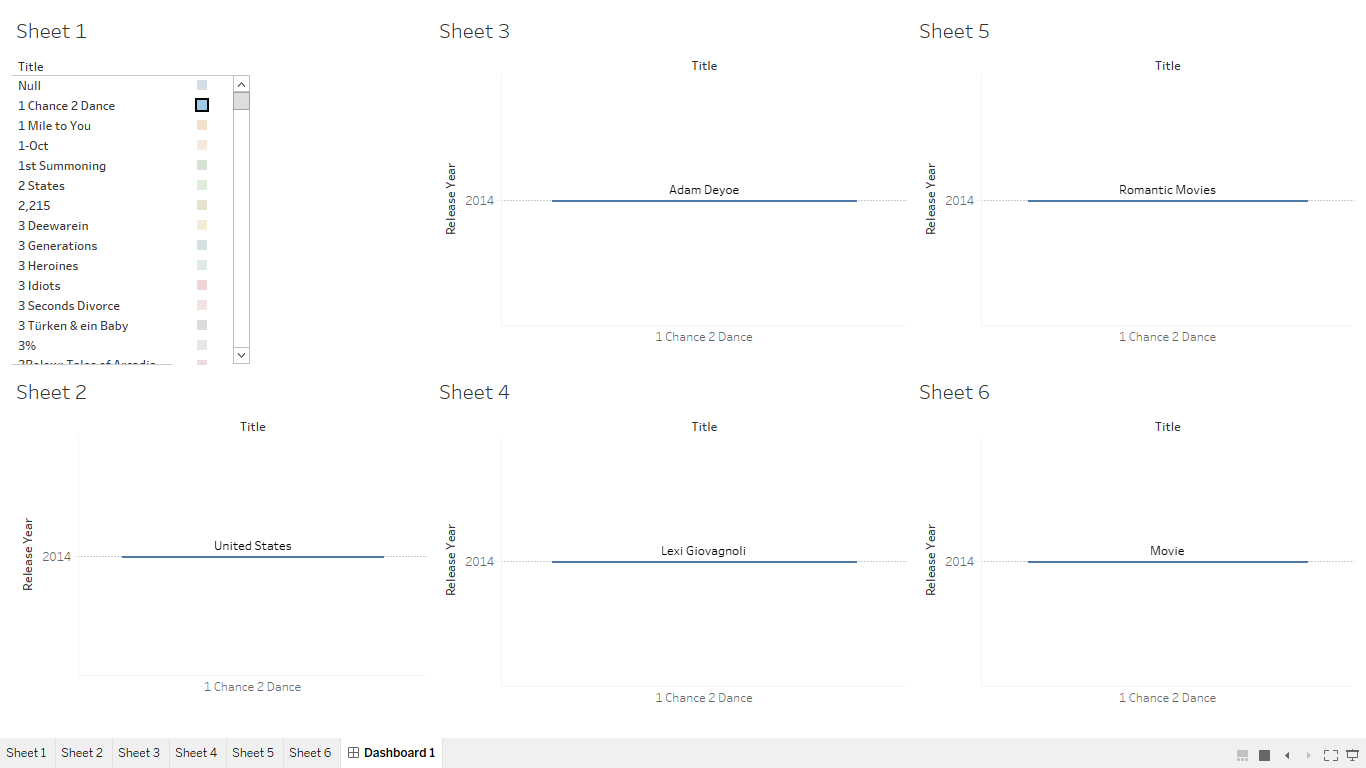 Sheet 1
Title
Null
1 Chance 2 Dance
1 Mile to You
1-Oct
1st Summoning
2 States
2,215
3 Deewarein
3 Generations
3 Heroines
3 Idiots
3 Seconds Divorce
3 Türken & ein Baby
3%
3Below: Tales of Arcadia
Sheet 3
Title
Release Year
2014
Adam Deyoe
1 Chance 2 Dance
Sheet 5
Title
Release Year
2014
Romantic Movies
1 Chance 2 Dance
Sheet 2
Title
Release Year
2014
United States
1 Chance 2 Dance
Sheet 4
Title
Release Year
2014
Lexi Giovagnoli
1 Chance 2 Dance
Sheet 6
Title
Release Year
2014
Movie
1 Chance 2 Dance
Sheet 1 Sheet 2 Sheet 3 Sheet 4 Sheet 5 Sheet 6 Dashboard 1